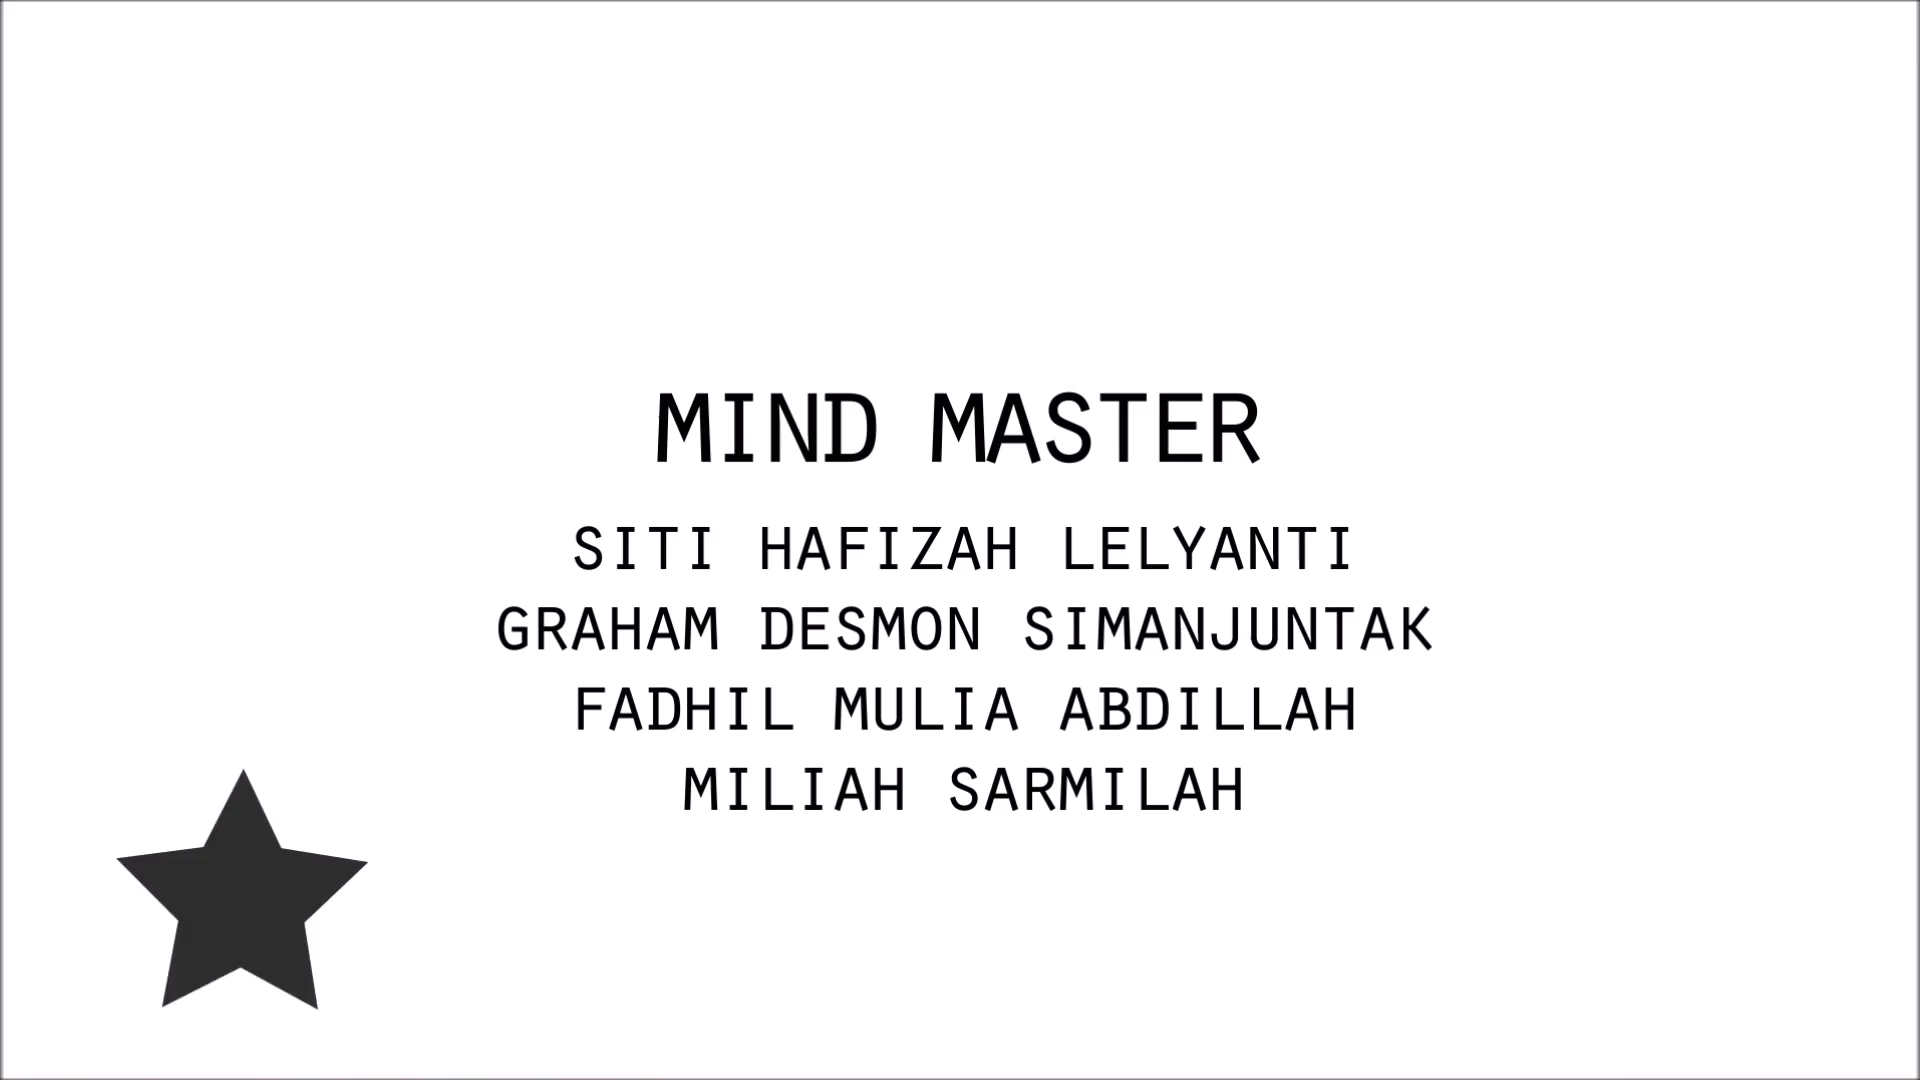 MIND MASTER
SITI HAFIZAH LELYANTI
GRAHAM DESMON SIMANJUNTAK
FADHIL MULIA ABDILLAH
MILIAH SARMILAH